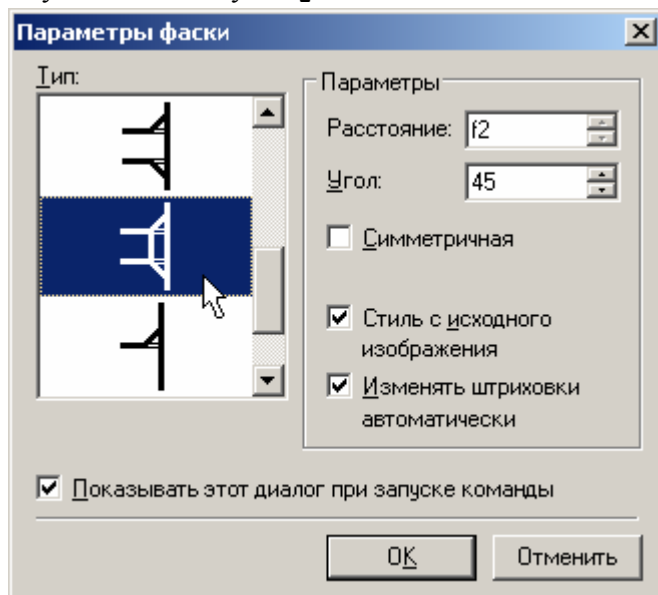 Параметры фаски
Тип:
Параметры
Расстояние: f2
Угол: 45
Симметричная
Стиль с исходного
изображения
Изменять штриховки
автоматически
Показывать этот диалог при запуске команды
OK
Отменить